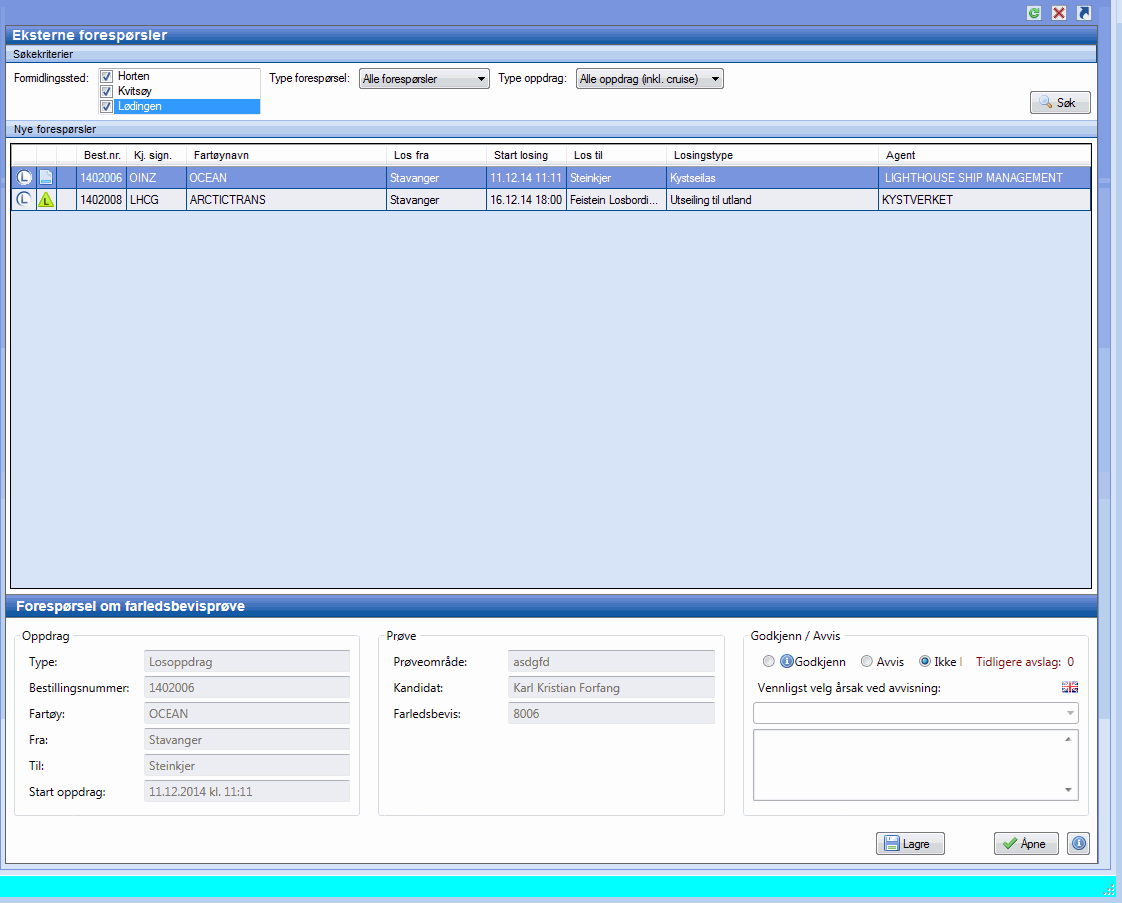 Eksterne forespørsler
Søkekriterier
Formidlingssted: Horten Type forespørsel: Alle forespørsler Type oppdrag: Alle oppdrag (inkl. cruise)
Kvitsøy
Lødingen
Søk
Nye forespørsler
Best.nr. Kj. sign. Fartøynavn Los fra Start losing Los til Losingstype Agent
L 1402006 OINZ OCEAN Stavanger 11.12.14 11:11 Steinkjer Kystseilas LIGHTHOUSE SHIP MANAGEMENT
L L 1402008 LHCG ARCTICTRANS Stavanger 16.12.14 18:00 Feistein Losbordi... Utseiling til utland KYSTVERKET
Forespørsel om farledsbevisprøve
Oppdrag
Type: Losoppdrag
Bestillingsnummer: 1402006
Fartøy: OCEAN
Fra: Stavanger
Til: Steinkjer
Start oppdrag: 11.12.2014 kl. 11:11
Prøve
Prøveområde: asdgfd
Kandidat: Karl Kristian Forfang
Farledsbevis: 8006
Godkjenn / Avvis
Godkjenn Avvis Ikke Tidligere avslag: 0
Vennligst velg årsak ved avvisning:
Lagre Åpne